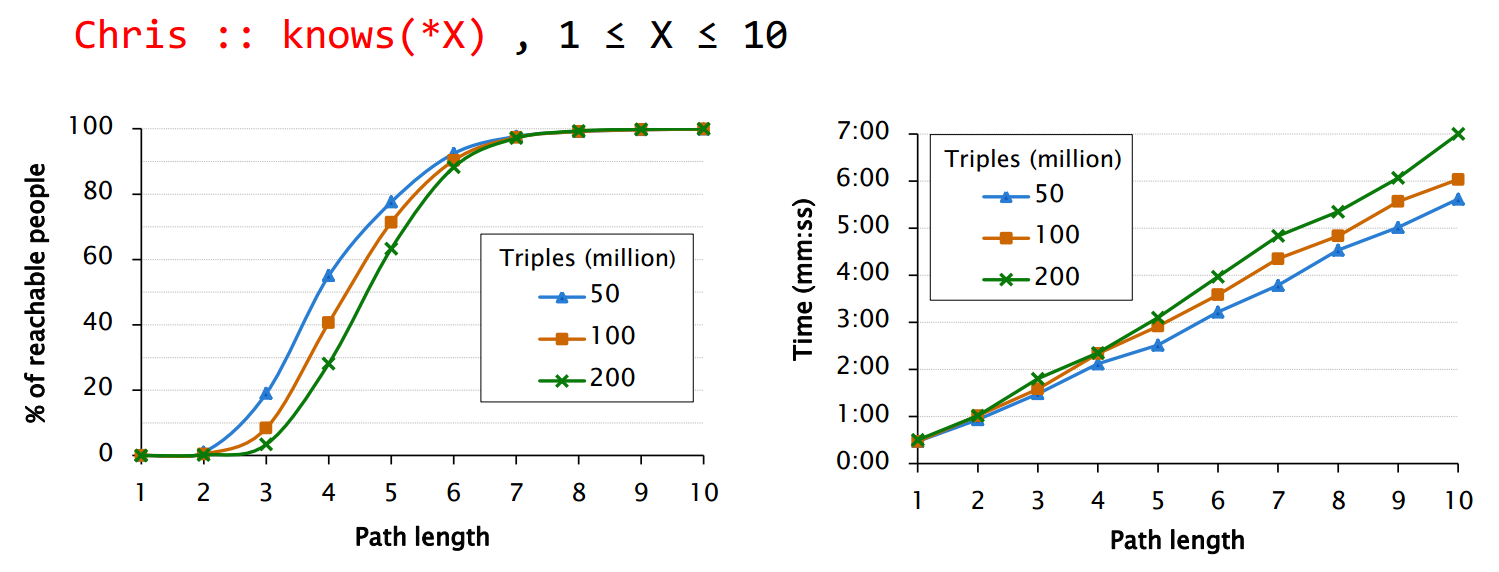 Chris :: knows(*X) , 1 ≤ X ≤ 10
% of reachable people
100
80
60
40
20
0
1 2 3 4 5 6 7 8 9 10
Path length
Triples (million)
50
100
200
Time (mm:ss)
7:00
6:00
5:00
4:00
3:00
2:00
1:00
0:00
1 2 3 4 5 6 7 8 9 10
Path length
Triples (million)
50
100
200